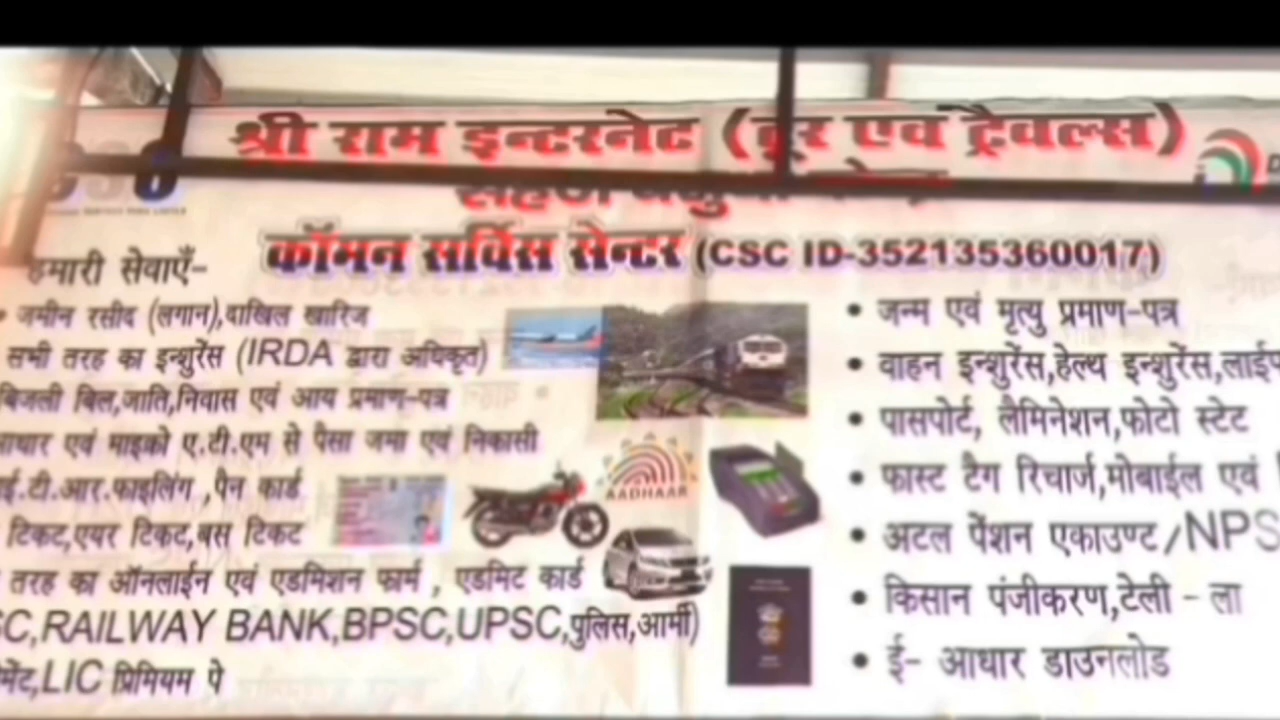 श्री राम इन्टरनेट (टूर एव ट्रैवल्स)
कॉमन सर्विस सेन्टर (CSC ID-352135360017)
हमारी सेवाएँ-
• जमीन रसीद (लगान),दाखिल खारिज
सभी तरह का इन्शुरेंस (IRDA द्वारा अधिकृत)
बिजली बिल,जाति,निवास एवं आय प्रमाण-पत्र
आधार एवं माइक्रो ए.टी.एम से पैसा जमा एवं निकासी
ई.टी.आर.फाइलिंग ,पैन कार्ड
टिकट,एयर टिकट,बस टिकट
तरह का ऑनलाईन एवं एडमिशन फार्म , एडमिट कार्ड
SC,RAILWAY BANK,BPSC,UPSC,पुलिस,आर्मी)
मेंट,LIC प्रिमियम पे
AADHAAR
• जन्म एवं मृत्यु प्रमाण-पत्र
• वाहन इन्शुरेंस,हेल्थ इन्शुरेंस,लाईफ
• पासपोर्ट, लैमिनेशन,फोटो स्टेट
• फास्ट टैग रिचार्ज,मोबाईल एवं
• अटल पेंशन एकाउण्ट/NPS
• किसान पंजीकरण,टेली - ला
• ई- आधार डाउनलोड